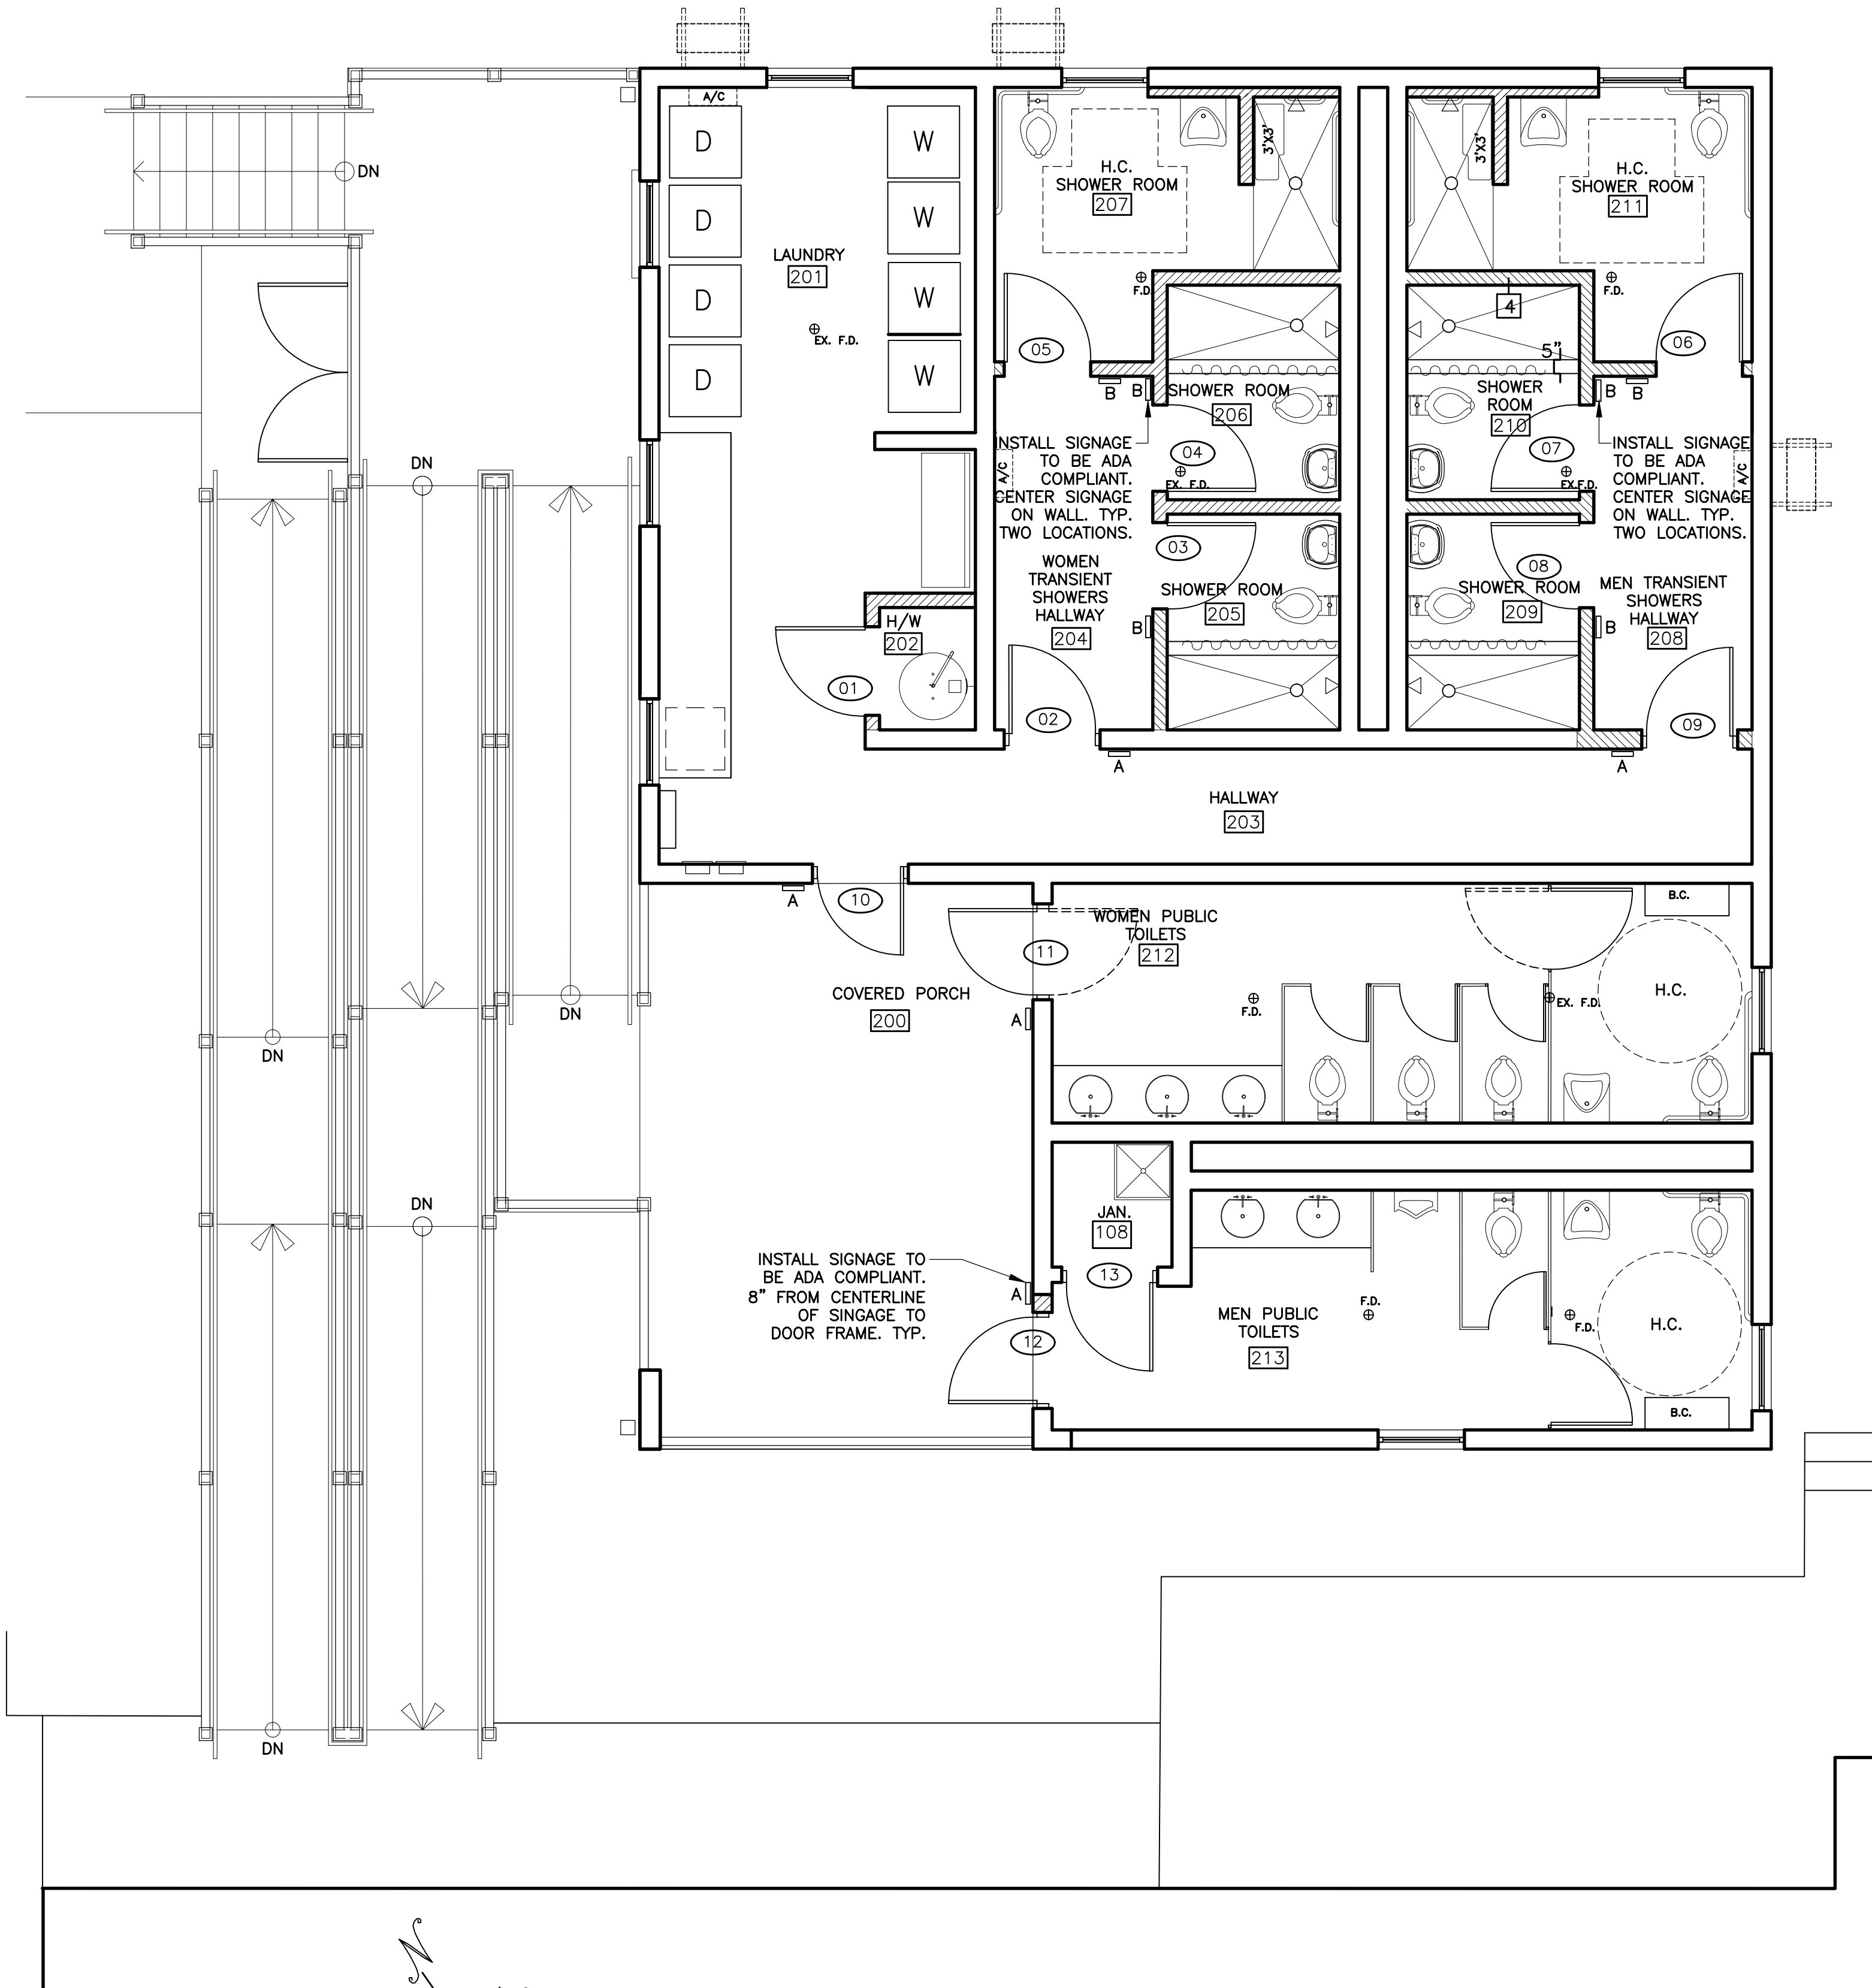 A/C
D
W
3'X3'
3'X3'
DN
D
W
H.C.
SHOWER ROOM
207
H.C.
SHOWER ROOM
211
LAUNDRY
201
D
W
F.D.
F.D.
4
EX. F.D.
D
W
05
06
5"
B
B
SHOWER ROOM
206
SHOWER
ROOM
210
B
B
INSTALL SIGNAGE
TO BE ADA
COMPLIANT.
CENTER SIGNAGE
ON WALL. TYP.
TWO LOCATIONS.
A/C
04
EX. F.D.
07
EX.F.D.
INSTALL SIGNAGE
TO BE ADA
COMPLIANT.
CENTER SIGNAGE
ON WALL. TYP.
TWO LOCATIONS.
A/C
DN
03
08
WOMEN
TRANSIENT
SHOWERS
HALLWAY
204
SHOWER ROOM
205
SHOWER ROOM
209
MEN TRANSIENT
SHOWERS
HALLWAY
208
H/W
202
B
B
01
02
09
A
A
HALLWAY
203
A
10
B.C.
WOMEN PUBLIC
TOILETS
212
11
COVERED PORCH
200
A
F.D.
EX. F.D.
H.C.
DN
DN
DN
JAN.
108
INSTALL SIGNAGE TO
BE ADA COMPLIANT.
8" FROM CENTERLINE
OF SINGAGE TO
DOOR FRAME. TYP.
A
13
12
MEN PUBLIC
TOILETS
213
F.D.
F.D.
H.C.
B.C.
DN
N